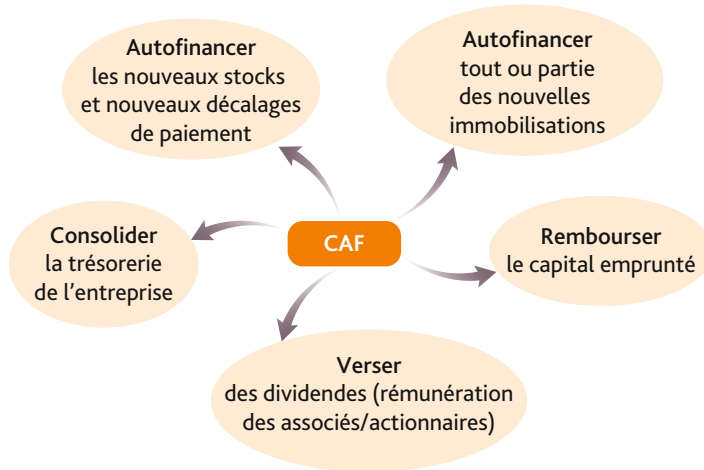 Autofinancer
les nouveaux stocks
et nouveaux décalages
de paiement
Autofinancer
tout ou partie
des nouvelles
immobilisations
Consolider
la trésorerie
de l’entreprise
CAF
Rembourser
le capital emprunté
Verser
des dividendes (rémunération
des associés/actionnaires)